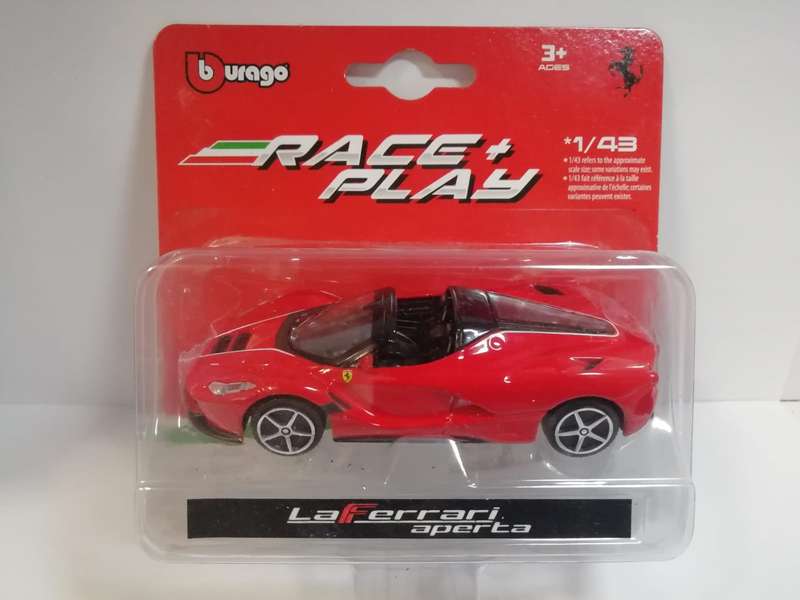 burago
3+
AGES
RACE+
PLAY
*1/43
• 1/43 refers to the approximate
scale size; some variations may exist.
• 1/43 fait référence à la taille
approximative de l'échelle; certaines
variantes peuvent exister.
LaFerrari
aperta